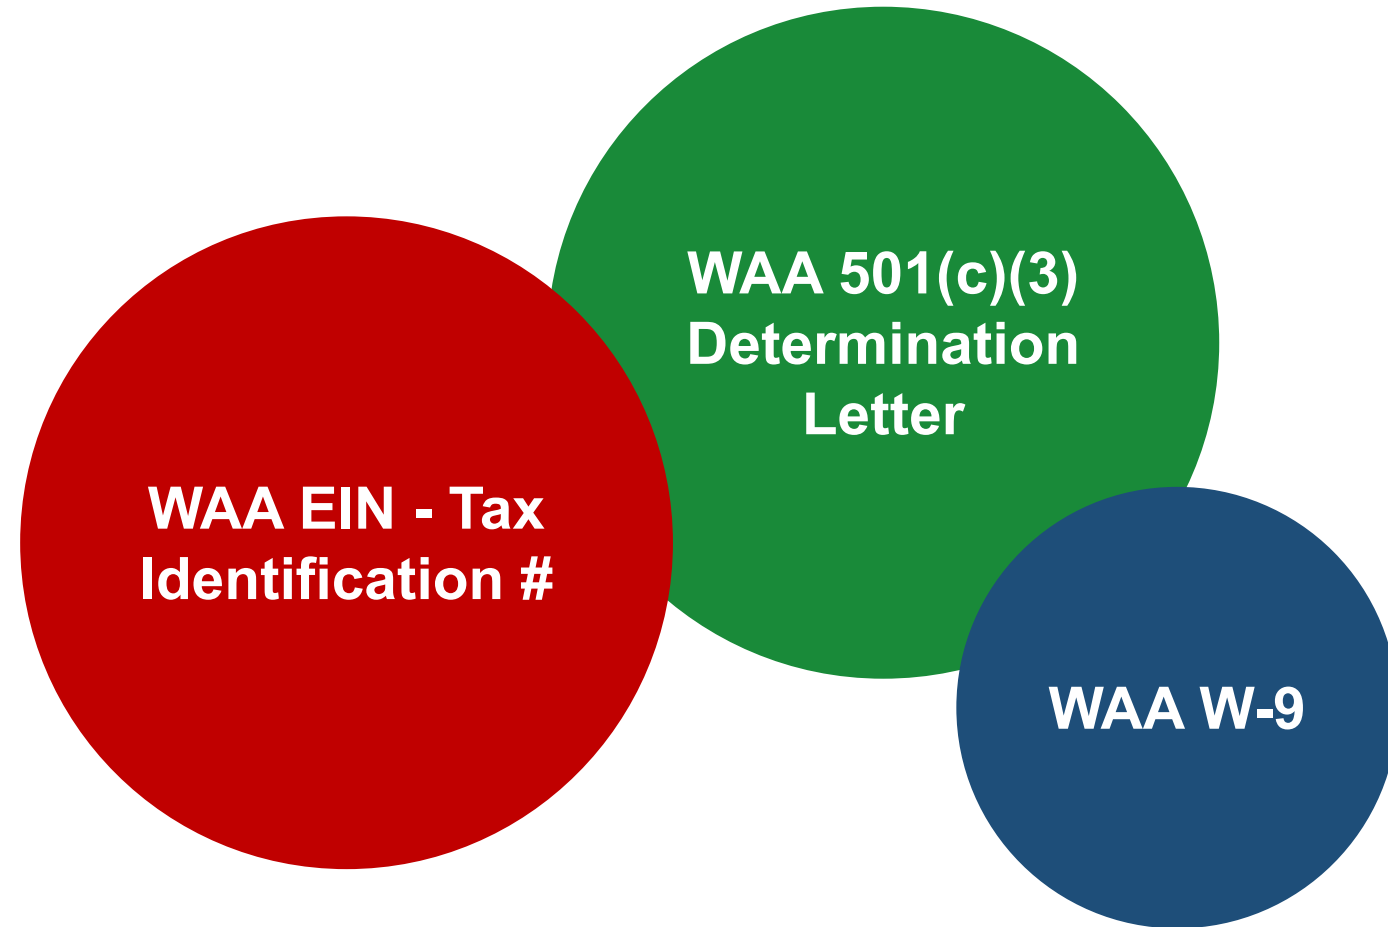 WAA 501(c)(3)
Determination
Letter
WAA EIN - Tax
Identification #
WAA W-9